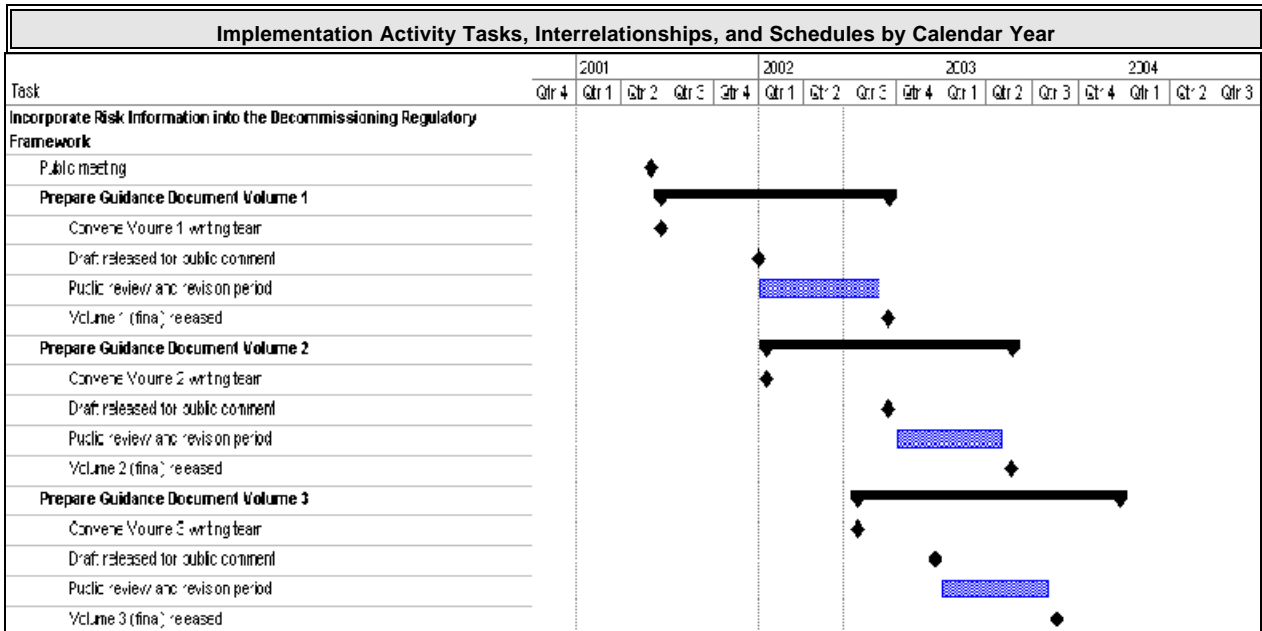 Implementation Activity Tasks, Interrelationships, and Schedules by Calendar Year
2001 2002 2003 2004
Task Qtr 4 Qtr 1 Qtr 2 Qtr 3 Qtr 4 Qtr 1 Qtr 2 Qtr 3 Qtr 4 Qtr 1 Qtr 2 Qtr 3 Qtr 4 Qtr 1 Qtr 2 Qtr 3
Incorporate Risk Information into the Decommissioning Regulatory
Framework
Public meeting
Prepare Guidance Document Volume 1
Convene Volume 1 writing team
Draft released for public comment
Public review and revision period
Volume 1 (final) released
Prepare Guidance Document Volume 2
Convene Volume 2 writing team
Draft released for public comment
Public review and revision period
Volume 2 (final) released
Prepare Guidance Document Volume 3
Convene Volume 3 writing team
Draft released for public comment
Public review and revision period
Volume 3 (final) released